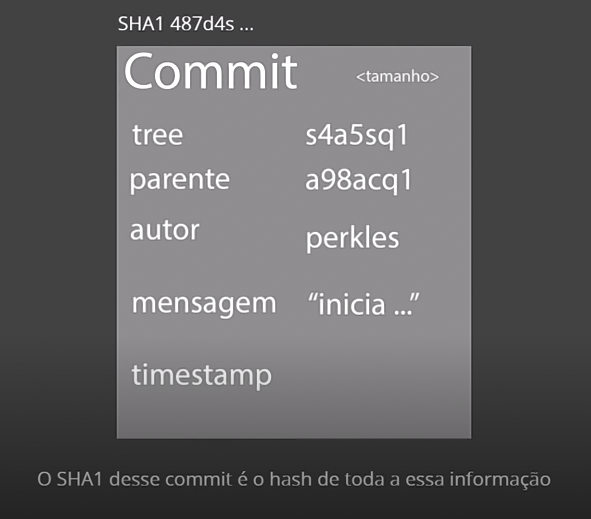 SHA1 487d4s ...
Commit <tamanho>
tree s4a5sq1
parente a98acq1
autor perkles
mensagem “inicia ...”
timestamp
O SHA1 desse commit é o hash de toda a essa informação